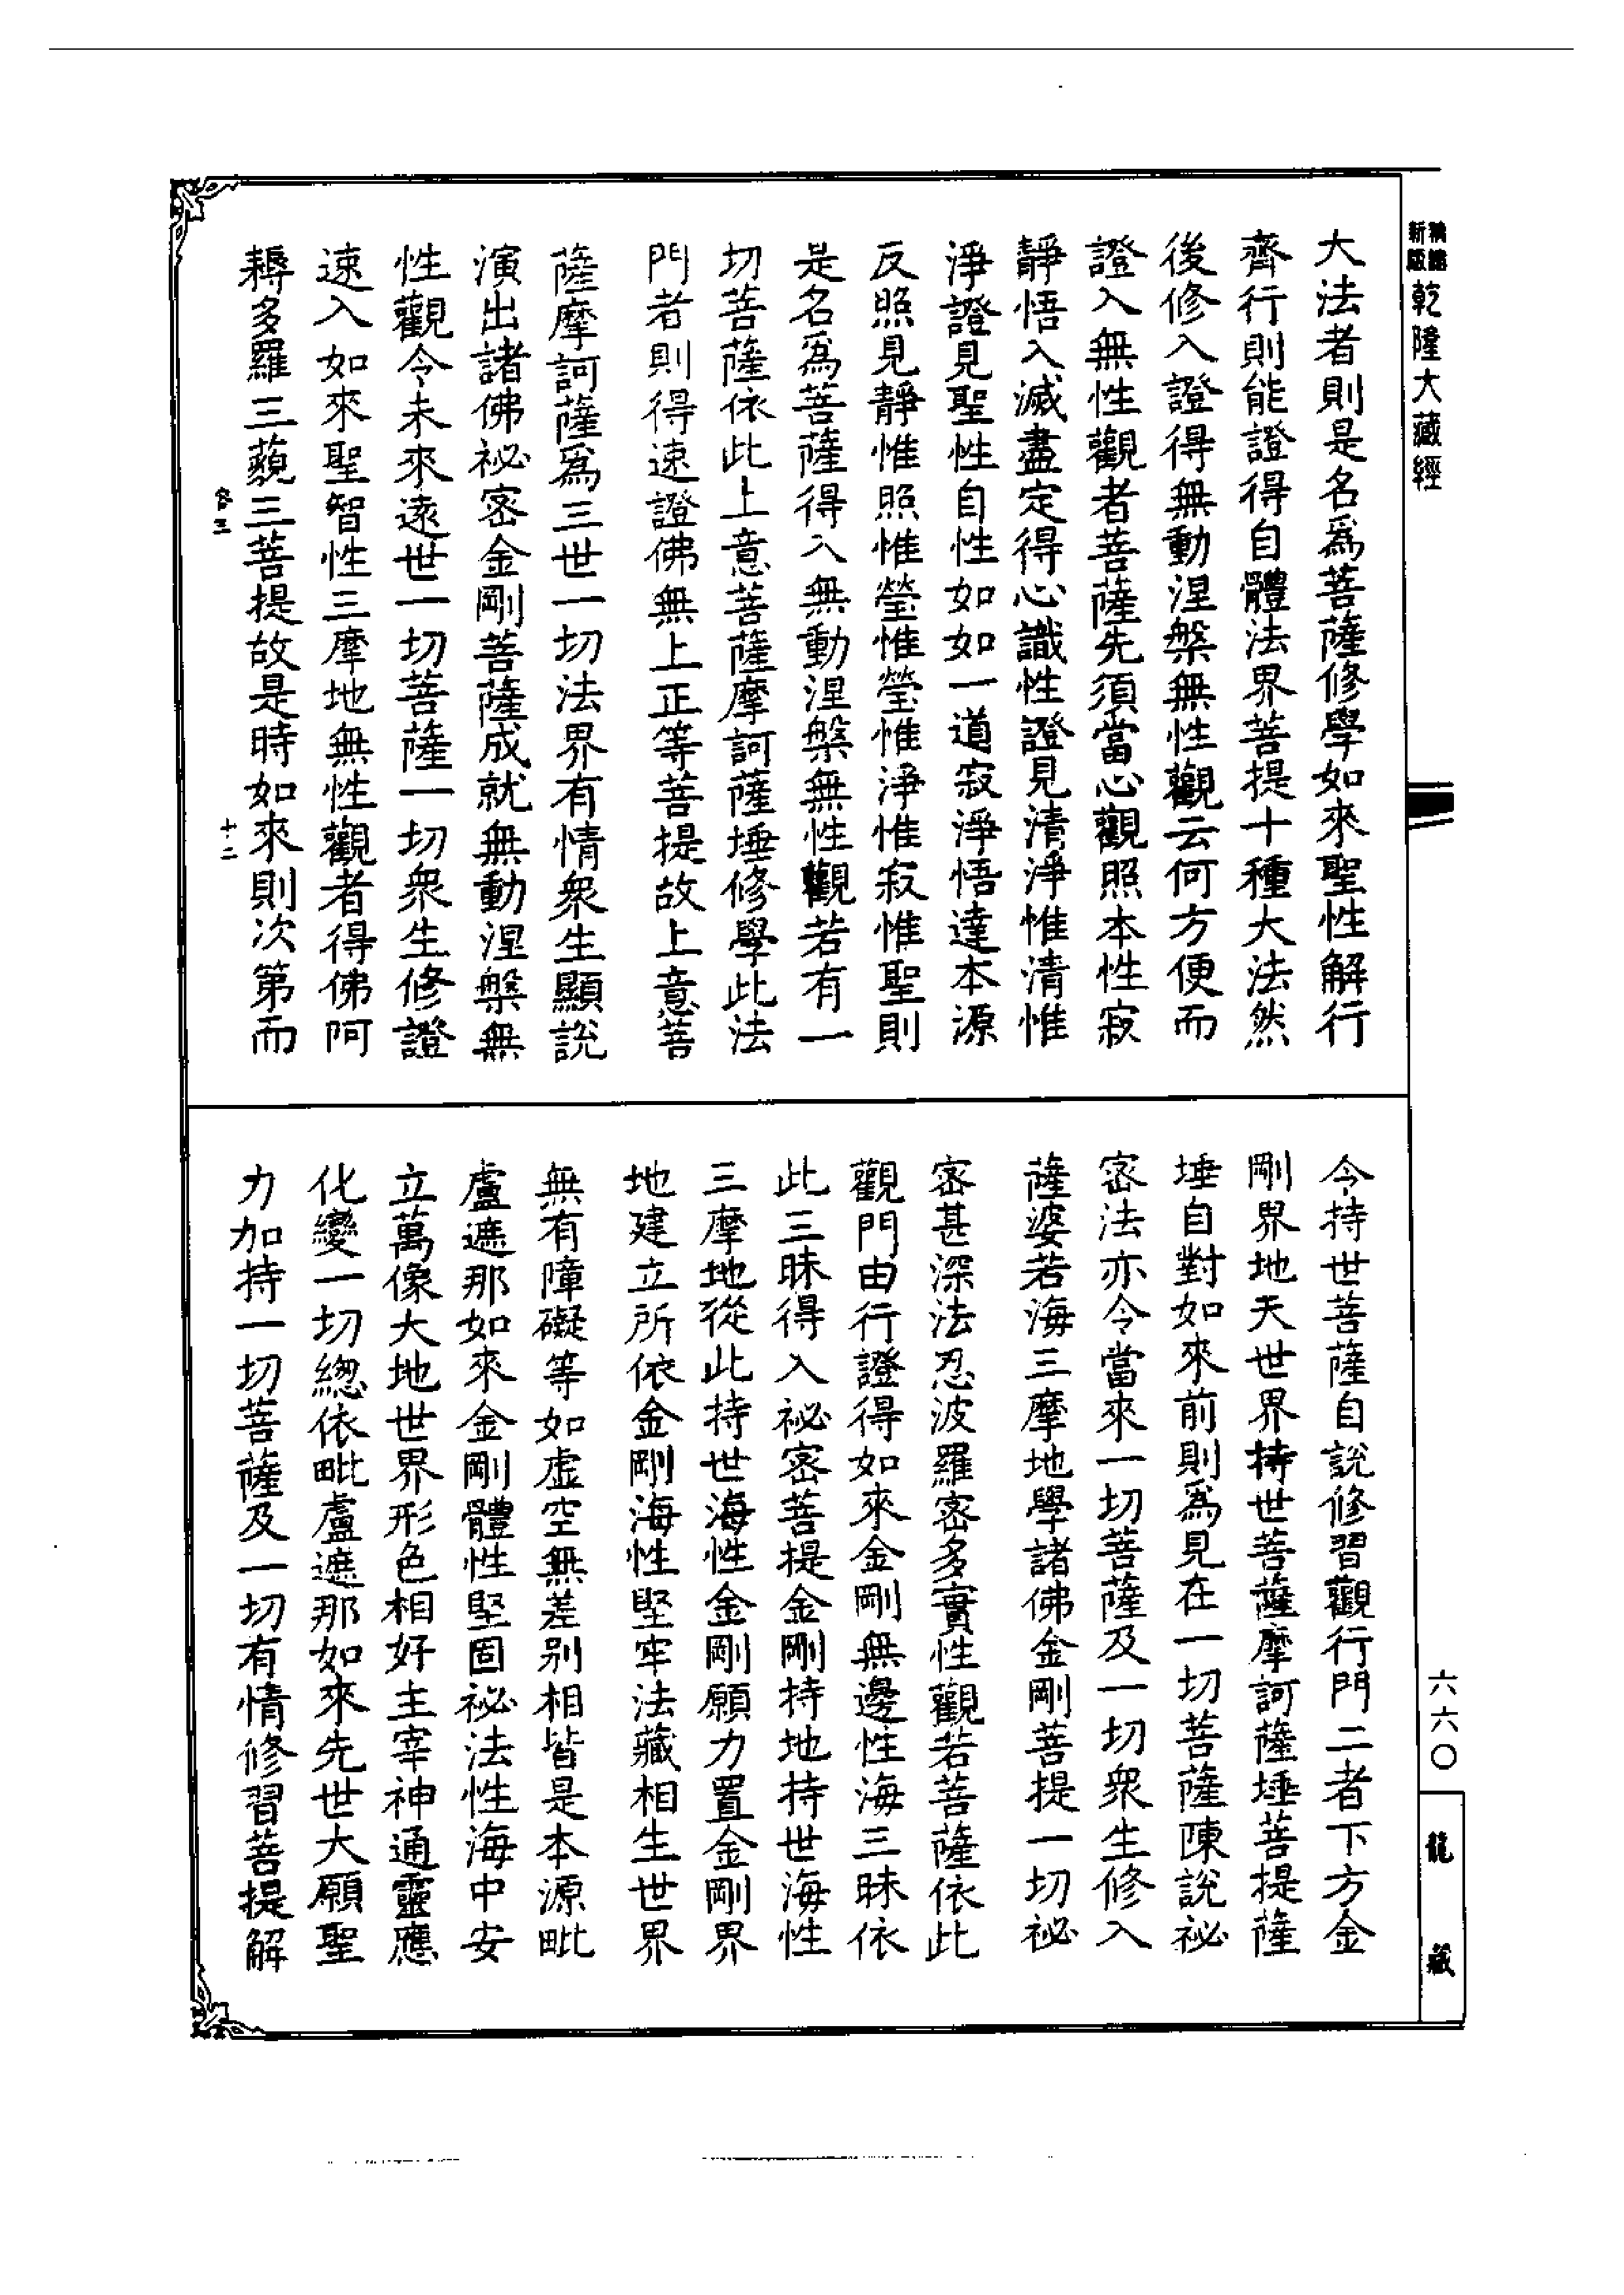 新版
乾隆大藏經
大法者則是名爲菩薩修學如來聖性解行
齊行則能證得自體法界菩提十種大法然
後修入證得無動涅槃無性觀云何方便而
證入無性觀者菩薩先須當心觀照本性寂
靜悟入滅盡定得心識性證見清淨惟清惟
淨證見聖性自性如如一道寂淨悟達本源
反照見靜惟照惟瑩惟瑩惟淨惟寂惟聖則
是名爲菩薩得入無動涅槃無性觀若有一
切菩薩依此上意菩薩摩訶薩埵修學此法
門者則得速證佛無上正等菩提故上意菩
薩摩訶薩爲三世一切法界有情衆生顯說
演出諸佛祕密金剛菩薩成就無動涅槃無
性觀令未來遠世一切菩薩一切衆生修證
速入如來聖智性三摩地無性觀者得佛阿
耨多羅三藐三菩提故是時如來則次第而
十二
今持世菩薩自說修習觀行門二者下方金
剛界地天世界持世菩薩摩訶薩埵菩提薩
埵自對如來前則爲見在一切菩薩陳說祕
密法亦令當來一切菩薩及一切衆生修入
薩婆若海三摩地學諸佛金剛菩提一切祕
密甚深法忍波羅密多實性觀若菩薩依此
觀門由行證得如來金剛無邊性海三昧依
此三昧得入祕密菩提金剛持地持世海性
三摩地從此持世海性金剛願力置金剛界
地建立所依金剛海性堅牢法藏相生世界
無有障礙等如虛空無差别相皆是本源毗
盧遮那如來金剛體性堅固祕法性海中安
立萬像大地世界形色相好主宰神通靈應
化變一切緫依毗盧遮那如來先世大願聖
力加持一切菩薩及一切有情修習菩提解
六六〇
龍藏